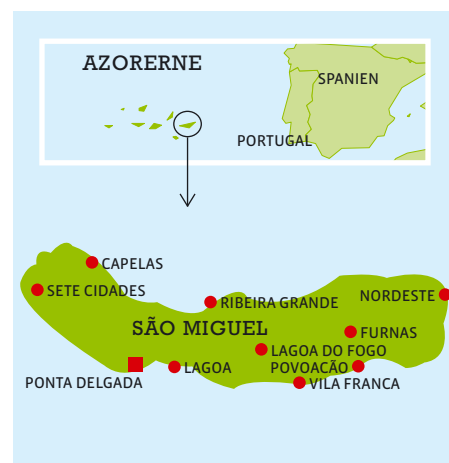 AZORERNE
SPANIEN
PORTUGAL
CAPELAS
SETE CIDADES
NORDESTE
RIBEIRA GRANDE
SÃO MIGUEL
FURNAS
LAGOA DO FOGO
LAGOA
POVOACÃO
PONTA DELGADA
VILA FRANCA